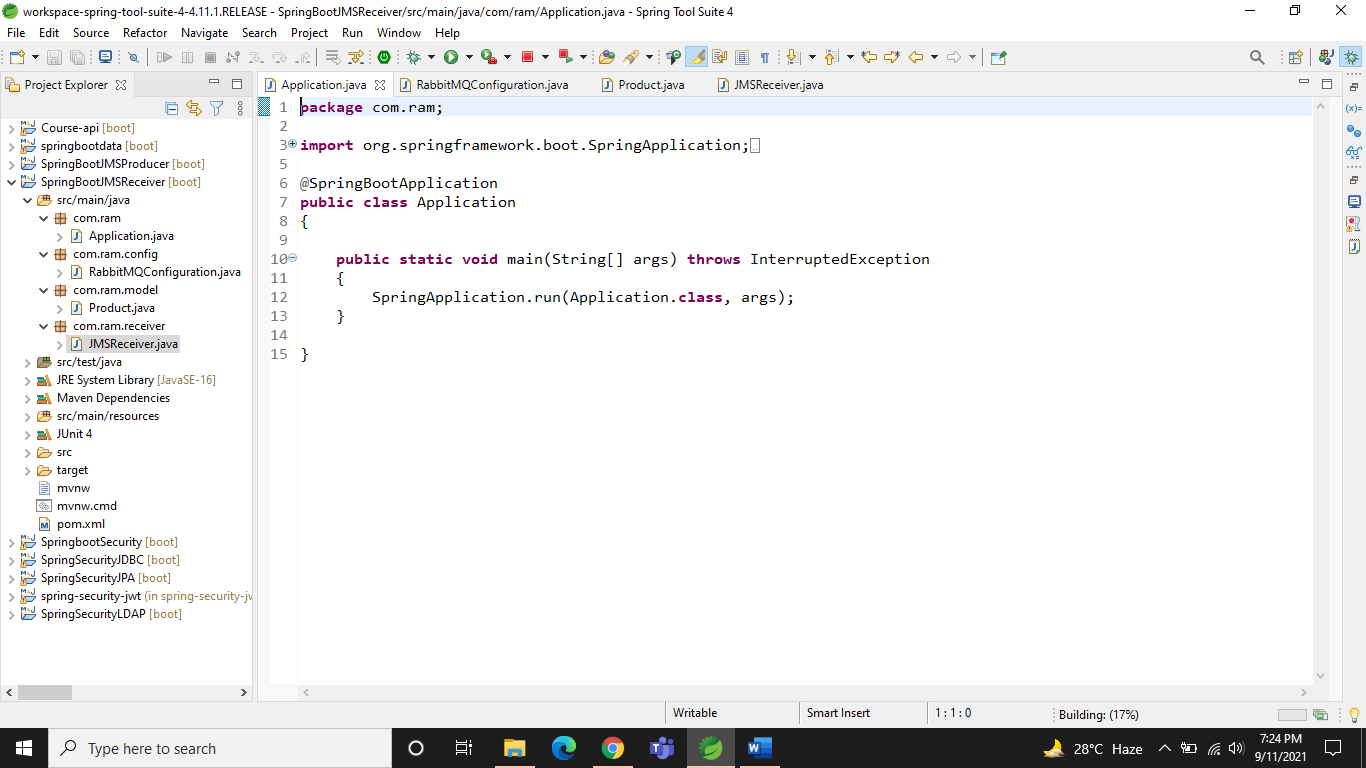 workspace-spring-tool-suite-4-4.11.1.RELEASE - SpringBootJMSReceiver/src/main/java/com/ram/Application.java - Spring Tool Suite 4
File Edit Source Refactor Navigate Search Project Run Window Help
Project Explorer
Application.java RabbitMQConfiguration.java Product.java JMSReceiver.java
Course-api [boot]
springbootdata [boot]
SpringBootJMSProducer [boot]
SpringBootJMSReceiver [boot]
src/main/java
com.ram
Application.java
com.ram.config
RabbitMQConfiguration.java
com.ram.model
Product.java
com.ram.receiver
JMSReceiver.java
src/test/java
JRE System Library [JavaSE-16]
Maven Dependencies
src/main/resources
JUnit 4
src
target
mvnw
mvnw.cmd
pom.xml
SpringbootSecurity [boot]
SpringSecurityJDBC [boot]
SpringSecurityJPA [boot]
spring-security-jwt (in spring-security-jw
SpringSecurityLDAP [boot]
1 package com.ram;
2
3 import org.springframework.boot.SpringApplication;
5
6 @SpringBootApplication
7 public class Application
8 {
9
10 public static void main(String[] args) throws InterruptedException
11 {
12 SpringApplication.run(Application.class, args);
13 }
14
15 }
Writable Smart Insert 1 : 1 : 0 Building: (17%)
Type here to search
28°C Haze
7:24 PM
9/11/2021